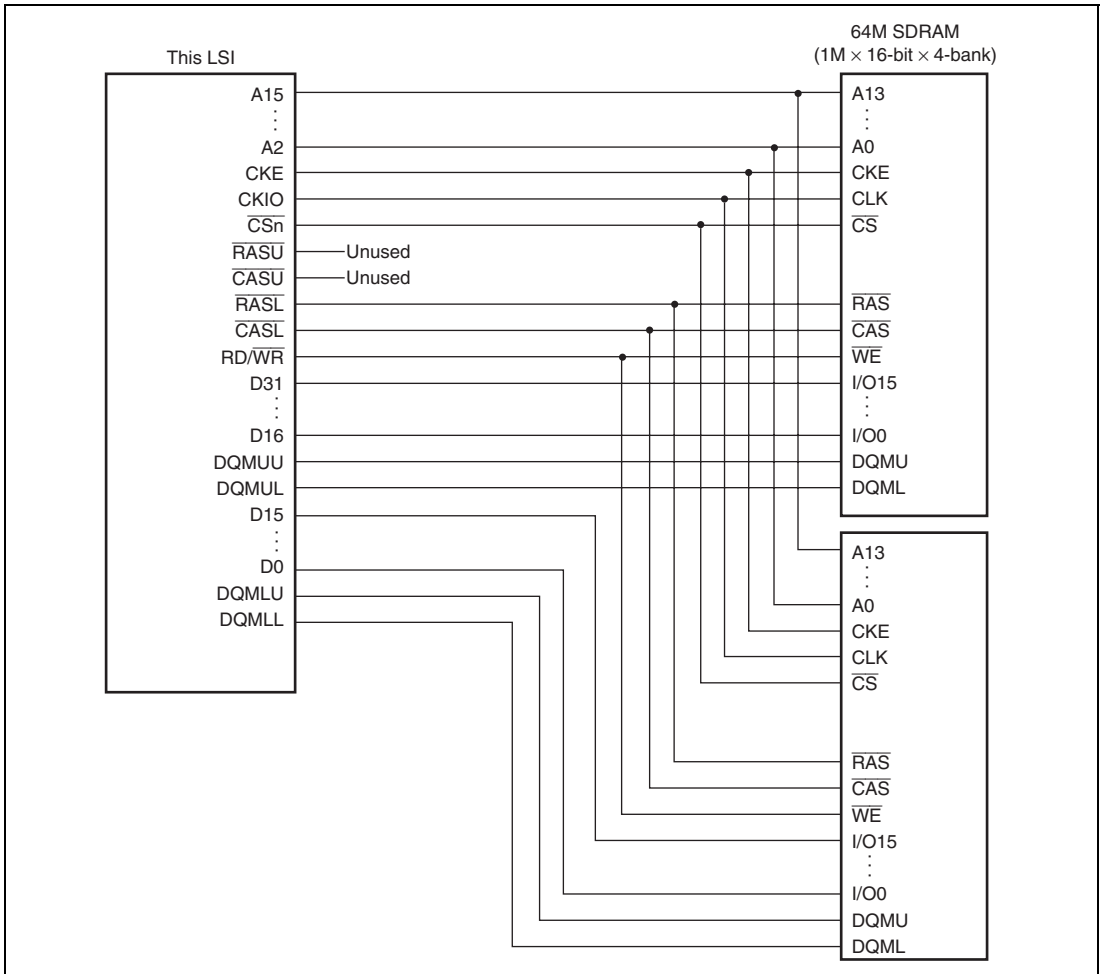 This LSI
A15
A2
CKE
CKIO
CSn
RASU
Unused
CASU
Unused
RASL
CASL
RD/WR
D31
D16
DQMUU
DQMUL
D15
D0
DQMLU
DQMLL
64M SDRAM
(1M × 16-bit × 4-bank)
A13
A0
CKE
CLK
CS
RAS
CAS
WE
I/O15
I/O0
DQMU
DQML
A13
A0
CKE
CLK
CS
RAS
CAS
WE
I/O15
I/O0
DQMU
DQML